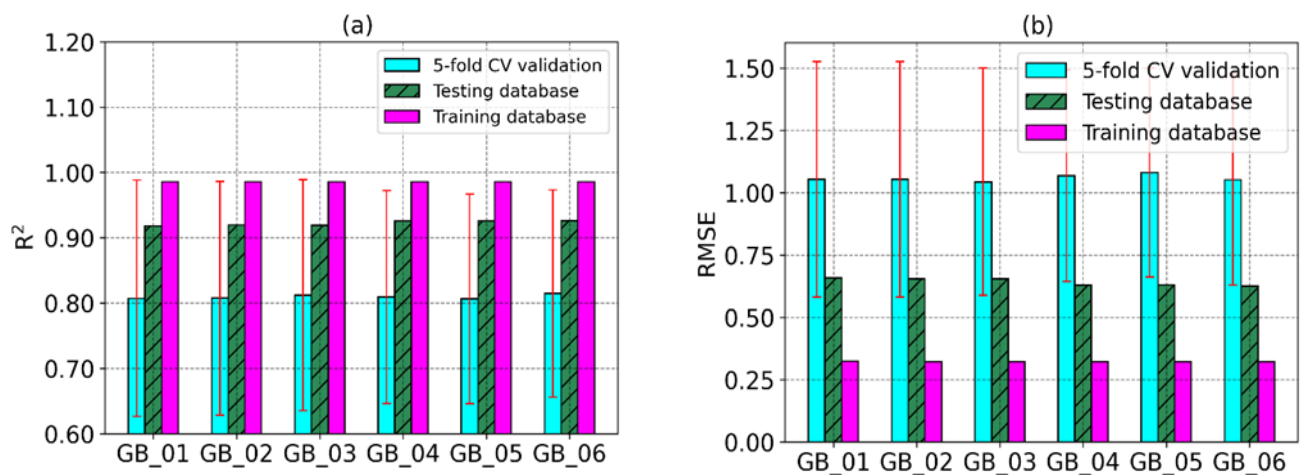 (a)
1.20
1.10
1.00
0.90
0.80
0.70
0.60
R²
5-fold CV validation
Testing database
Training database
GB_01 GB_02 GB_03 GB_04 GB_05 GB_06
(b)
1.50
1.25
1.00
0.75
0.50
0.25
0.00
RMSE
5-fold CV validation
Testing database
Training database
GB_01 GB_02 GB_03 GB_04 GB_05 GB_06